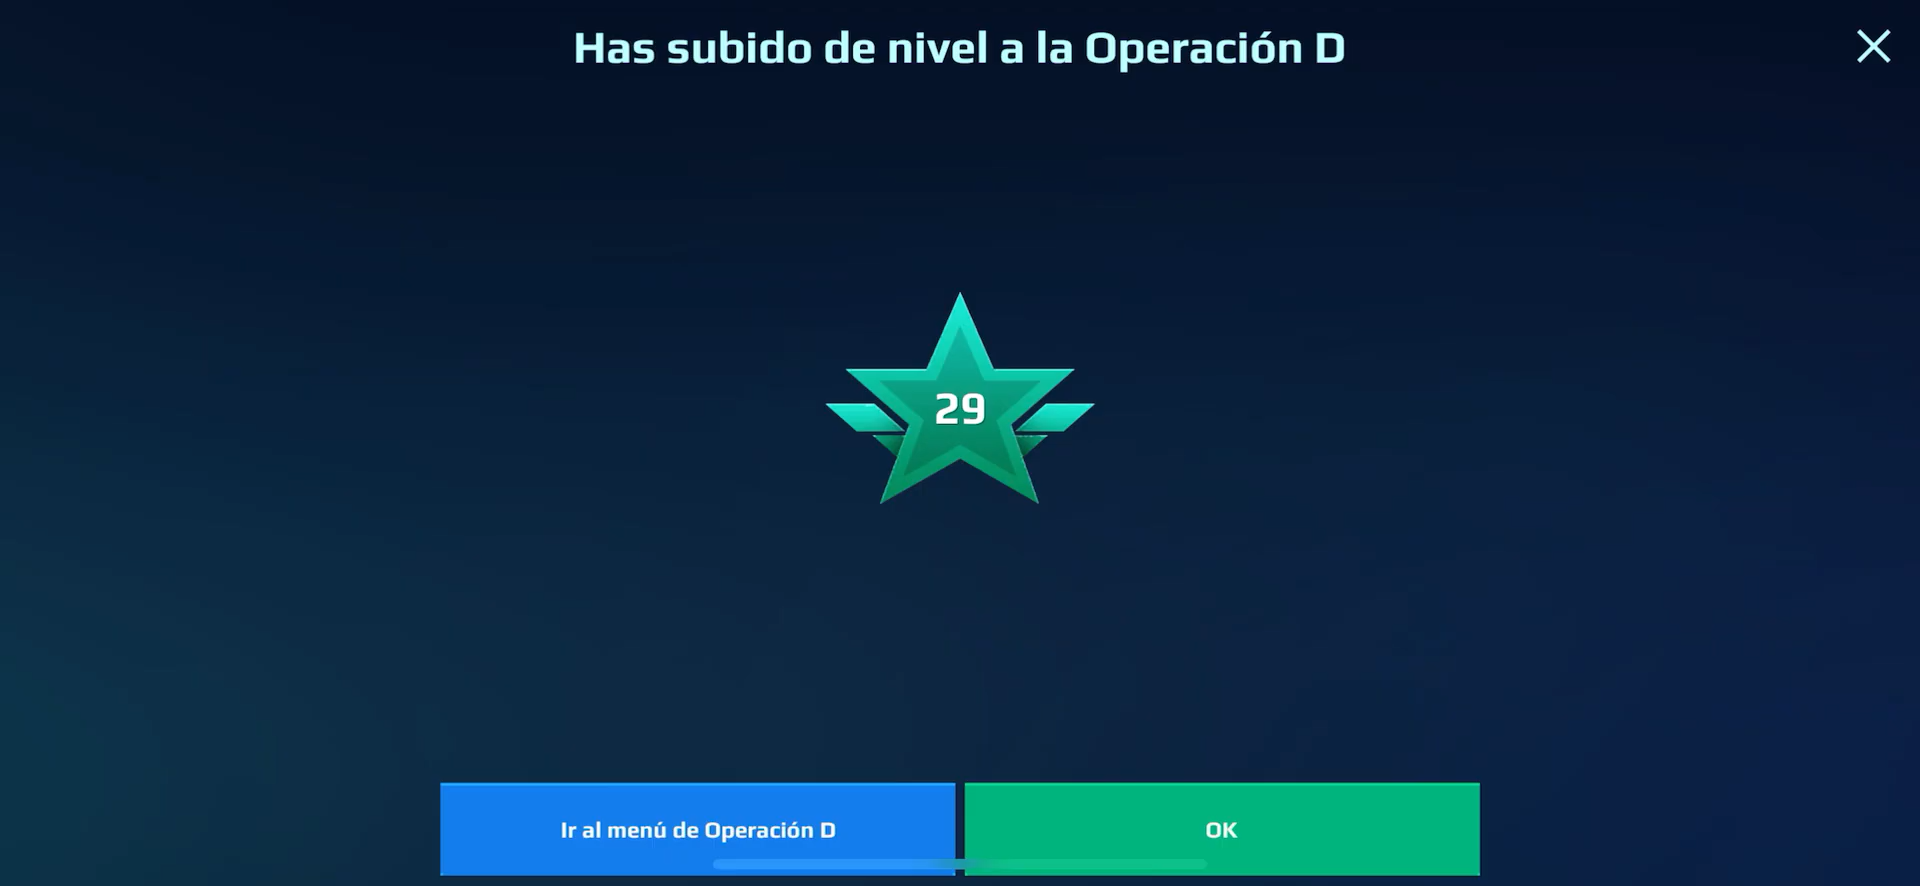 Has subido de nivel a la Operación D
29
Ir al menú de Operación D
OK